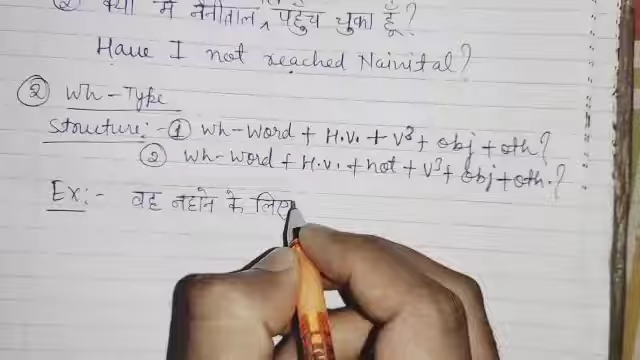 ② क्या मैं नैनीताल ^ पहुँच चुका हूँ?
Have I not reached Nainital?
② Wh-Type
Structure:- ① Wh-word + H.V. + V³ + obj + oth?
② Wh-word + H.V. + not + V³ + obj + oth.?
Ex:- वह नहाने के लिए